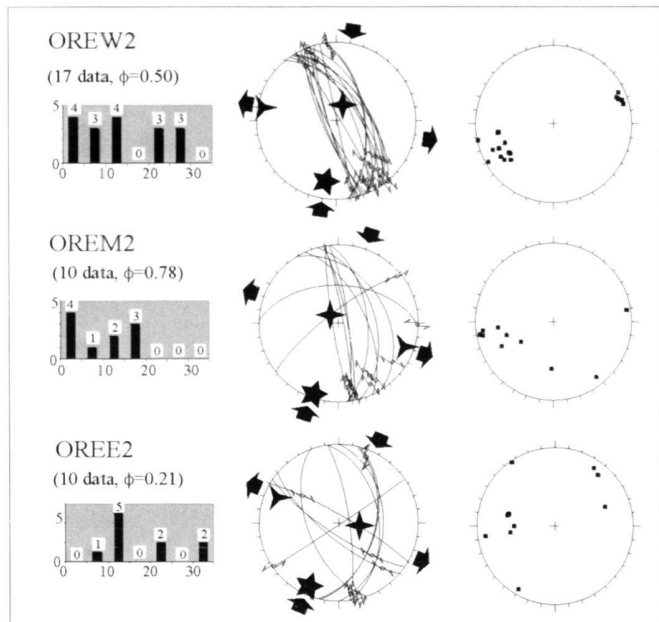 OREW2
(17 data, ϕ=0.50)
5
4 3 4 0 3 3 0
0
0 10 20 30
OREM2
(10 data, ϕ=0.78)
5
4 1 2 3 0 0 0
0
0 10 20 30
OREE2
(10 data, ϕ=0.21)
5
0 1 5 0 2 0 2
0
0 10 20 30